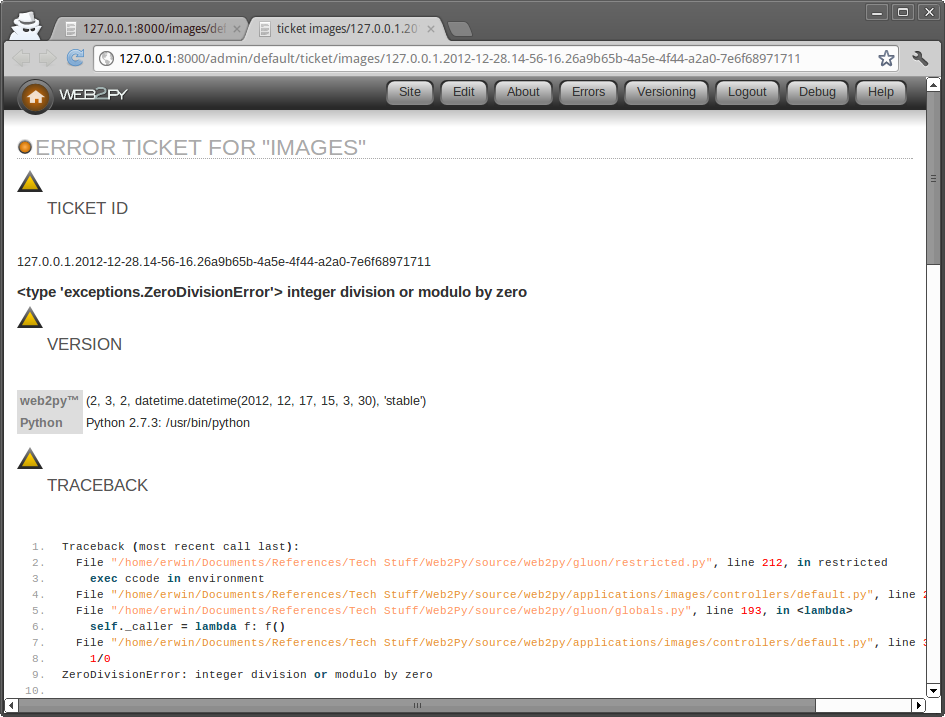 127.0.0.1:8000/images/def
ticket images/127.0.0.1.20
127.0.0.1:8000/admin/default/ticket/images/127.0.0.1.2012-12-28.14-56-16.26a9b65b-4a5e-4f44-a2a0-7e6f68971711
WEB2PY
Site Edit About Errors Versioning Logout Debug Help
ERROR TICKET FOR "IMAGES"
TICKET ID
127.0.0.1.2012-12-28.14-56-16.26a9b65b-4a5e-4f44-a2a0-7e6f68971711
<type 'exceptions.ZeroDivisionError'> integer division or modulo by zero
VERSION
web2py™ (2, 3, 2, datetime.datetime(2012, 12, 17, 15, 3, 30), 'stable')
Python Python 2.7.3: /usr/bin/python
TRACEBACK
1. Traceback (most recent call last):
2. File "/home/erwin/Documents/References/Tech Stuff/Web2Py/source/web2py/gluon/restricted.py", line 212, in restricted
3. exec ccode in environment
4. File "/home/erwin/Documents/References/Tech Stuff/Web2Py/source/web2py/applications/images/controllers/default.py", line
5. File "/home/erwin/Documents/References/Tech Stuff/Web2Py/source/web2py/gluon/globals.py", line 193, in <lambda>
6. self._caller = lambda f: f()
7. File "/home/erwin/Documents/References/Tech Stuff/Web2Py/source/web2py/applications/images/controllers/default.py", line
8. 1/0
9. ZeroDivisionError: integer division or modulo by zero
10.